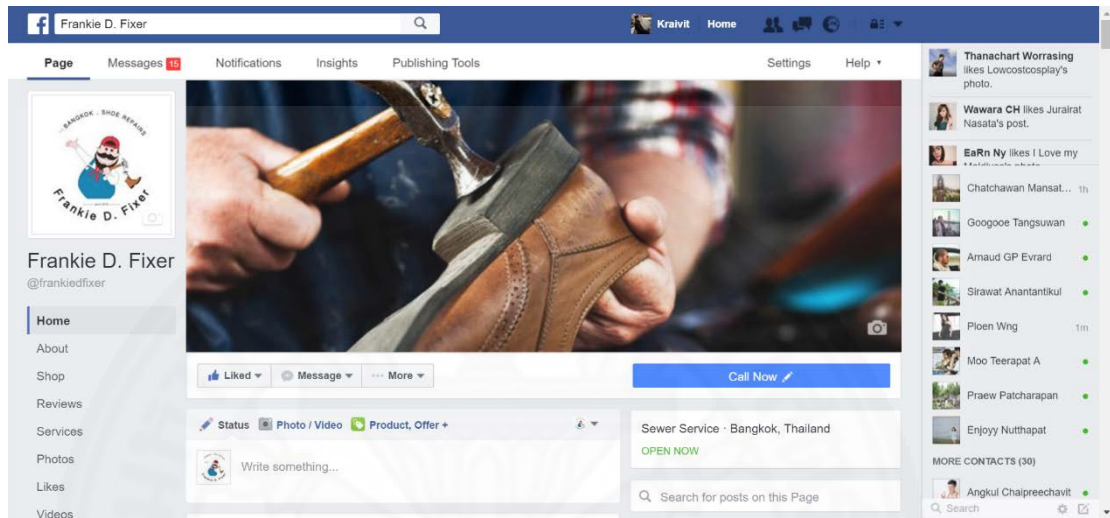 Frankie D. Fixer
Kraivit Home
Page Messages 15 Notifications Insights Publishing Tools Settings Help
BANGKOK - SHOE REPAIRS
Frankie D. Fixer
Frankie D. Fixer
@frankiedfixer
Home
About
Shop
Reviews
Services
Photos
Likes
Videos
Liked Message ... More
Call Now
Status Photo / Video Product, Offer +
Write something...
Sewer Service · Bangkok, Thailand
OPEN NOW
Search for posts on this Page
Thanachart Worrasing
likes Lowcostcosplay's
photo.
Wawara CH likes Jurairat
Nasata's post.
EaRn Ny likes I Love my
Chatchawan Mansat... 1h
Googooe Tangsuwan
Arnaud GP Evrard
Sirawat Anantantikul
Ploen Wng 1m
Moo Teerapat A
Praew Patcharapan
Enjoyy Nutthapat
MORE CONTACTS (30)
Angkul Chaipreechavit
Search